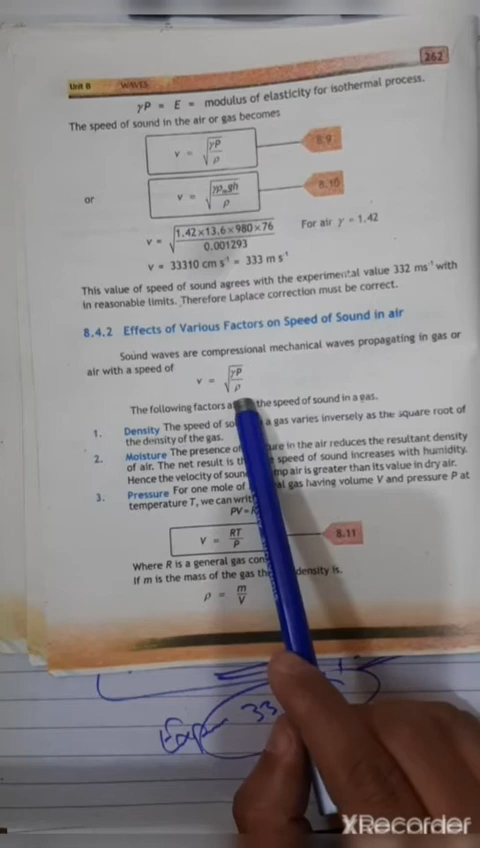 262
Unit 8 WAVES
γP = E = modulus of elasticity for isothermal process.
The speed of sound in the air or gas becomes
v = √(γP/ρ) 8.9
or v = √(γρₘgh/ρ) 8.10
v = √(1.42×13.6×980×76/0.001293) For air γ = 1.42
v = 33310 cm s⁻¹ = 333 m s⁻¹
This value of speed of sound agrees with the experimental value 332 ms⁻¹ with
in reasonable limits. Therefore Laplace correction must be correct.
8.4.2 Effects of Various Factors on Speed of Sound in air
Sound waves are compressional mechanical waves propagating in gas or
air with a speed of
v = √(γP/ρ)
The following factors the speed of sound in a gas.
1. Density The speed of a gas varies inversely as the square root of
the density of the gas.
2. Moisture The presence of in the air reduces the resultant density
of air. The net result is speed of sound increases with humidity.
Hence the velocity of air is greater than its value in dry air.
3. Pressure For one mole of gas having volume V and pressure P at
temperature T, we can
PV=
V = RT/P 8.11
Where R is a general gas
If m is the mass of the gas density is.
ρ = m/V
33
XRecorder